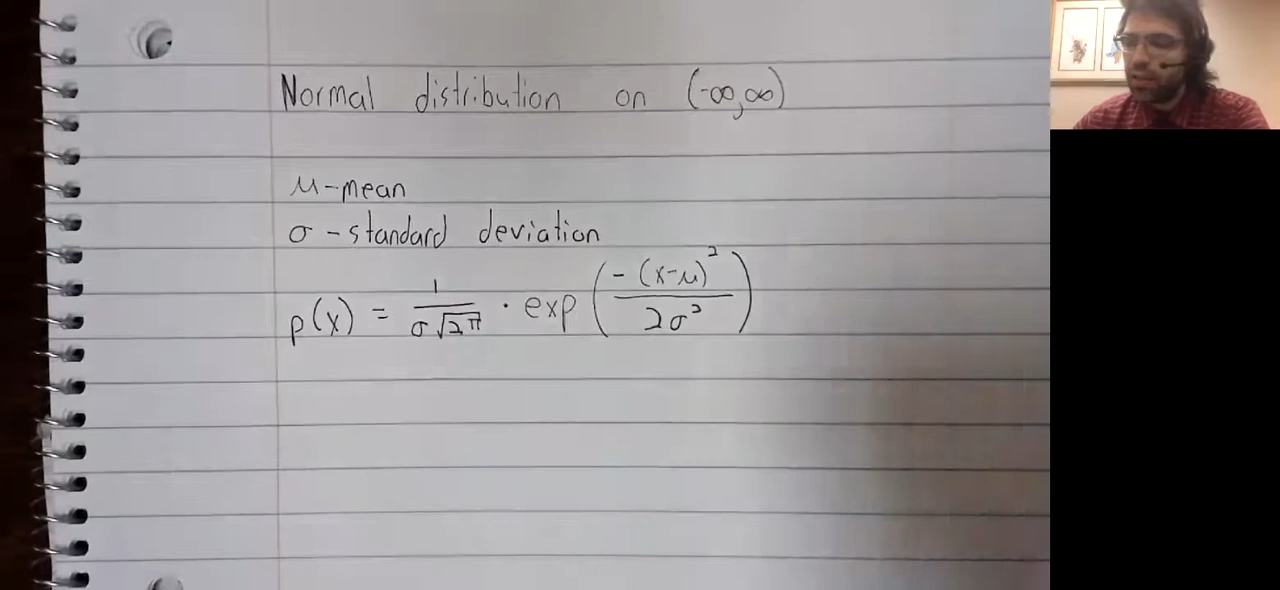 Normal distribution on (-∞,∞)
μ-mean
σ-standard deviation
p(x) = 1/(σ√2π) · exp(-(x-μ)²/2σ²)